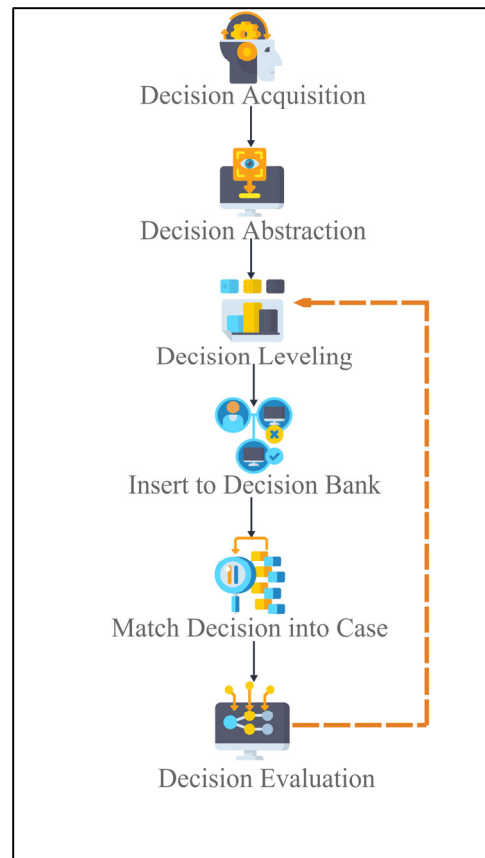 Decision Acquisition
Decision Abstraction
Decision Leveling
Insert to Decision Bank
Match Decision into Case
Decision Evaluation